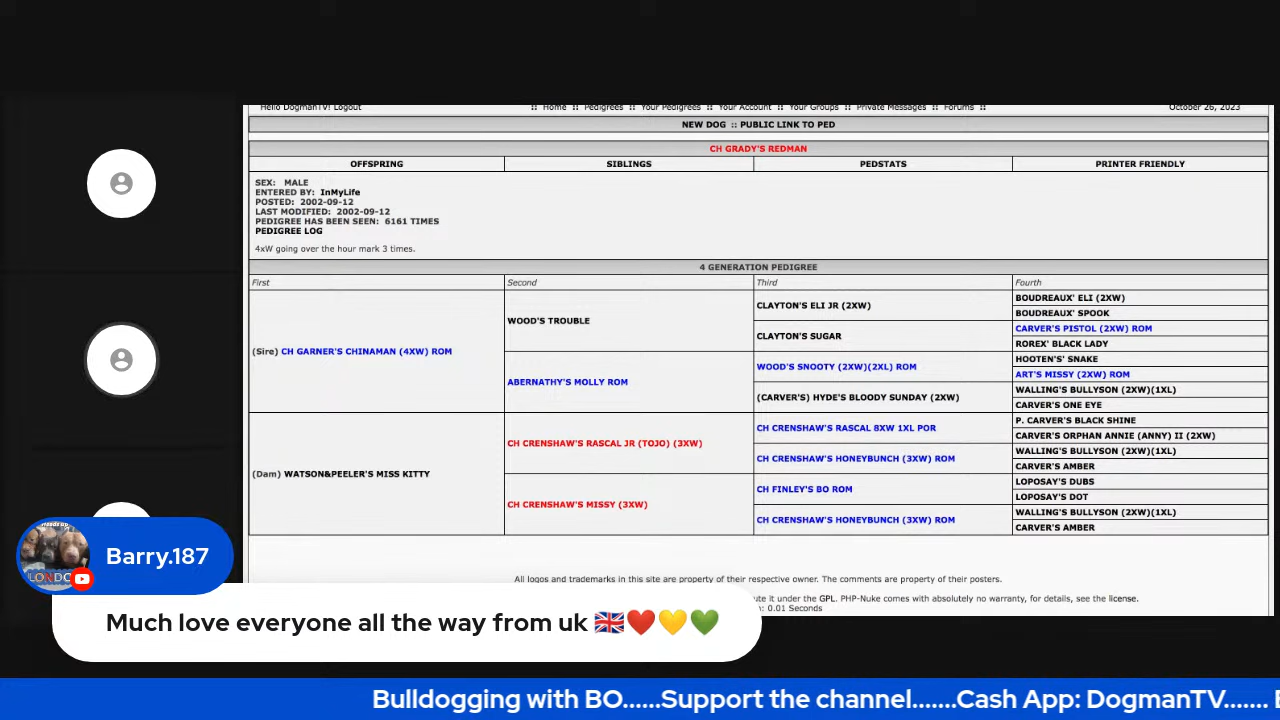 Hello DogmanTV! Logout
:: Home :: Pedigrees :: Your Pedigrees :: Your Account :: Your Groups :: Private Messages :: Forums ::
October 26, 2023
NEW DOG :: PUBLIC LINK TO PED
CH GRADY'S REDMAN
OFFSPRING SIBLINGS PEDSTATS PRINTER FRIENDLY
SEX: MALE
ENTERED BY: InMyLife
POSTED: 2002-09-12
LAST MODIFIED: 2002-09-12
PEDIGREE HAS BEEN SEEN: 6161 TIMES
PEDIGREE LOG
4xW going over the hour mark 3 times.
4 GENERATION PEDIGREE
First Second Third Fourth
(Sire) CH GARNER'S CHINAMAN (4XW) ROM
WOOD'S TROUBLE
CLAYTON'S ELI JR (2XW)
BOUDREAUX' ELI (2XW)
BOUDREAUX' SPOOK
CLAYTON'S SUGAR
CARVER'S PISTOL (2XW) ROM
ROREX' BLACK LADY
ABERNATHY'S MOLLY ROM
WOOD'S SNOOTY (2XW)(2XL) ROM
HOOTEN'S' SNAKE
ART'S MISSY (2XW) ROM
(CARVER'S) HYDE'S BLOODY SUNDAY (2XW)
WALLING'S BULLYSON (2XW)(1XL)
CARVER'S ONE EYE
(Dam) WATSON&PEELER'S MISS KITTY
CH CRENSHAW'S RASCAL JR (TOJO) (3XW)
CH CRENSHAW'S RASCAL 8XW 1XL POR
P. CARVER'S BLACK SHINE
CARVER'S ORPHAN ANNIE (ANNY) II (2XW)
CH CRENSHAW'S HONEYBUNCH (3XW) ROM
WALLING'S BULLYSON (2XW)(1XL)
CARVER'S AMBER
CH CRENSHAW'S MISSY (3XW)
CH FINLEY'S BO ROM
LOPOSAY'S DUBS
LOPOSAY'S DOT
CH CRENSHAW'S HONEYBUNCH (3XW) ROM
WALLING'S BULLYSON (2XW)(1XL)
CARVER'S AMBER
All logos and trademarks in this site are property of their respective owner. The comments are property of their posters.
it under the GPL. PHP-Nuke comes with absolutely no warranty, for details, see the license.
: 0.01 Seconds
Barry.187
Much love everyone all the way from uk 🇬🇧❤️💛💚
Bulldogging with BO......Support the channel.......Cash App: DogmanTV.......